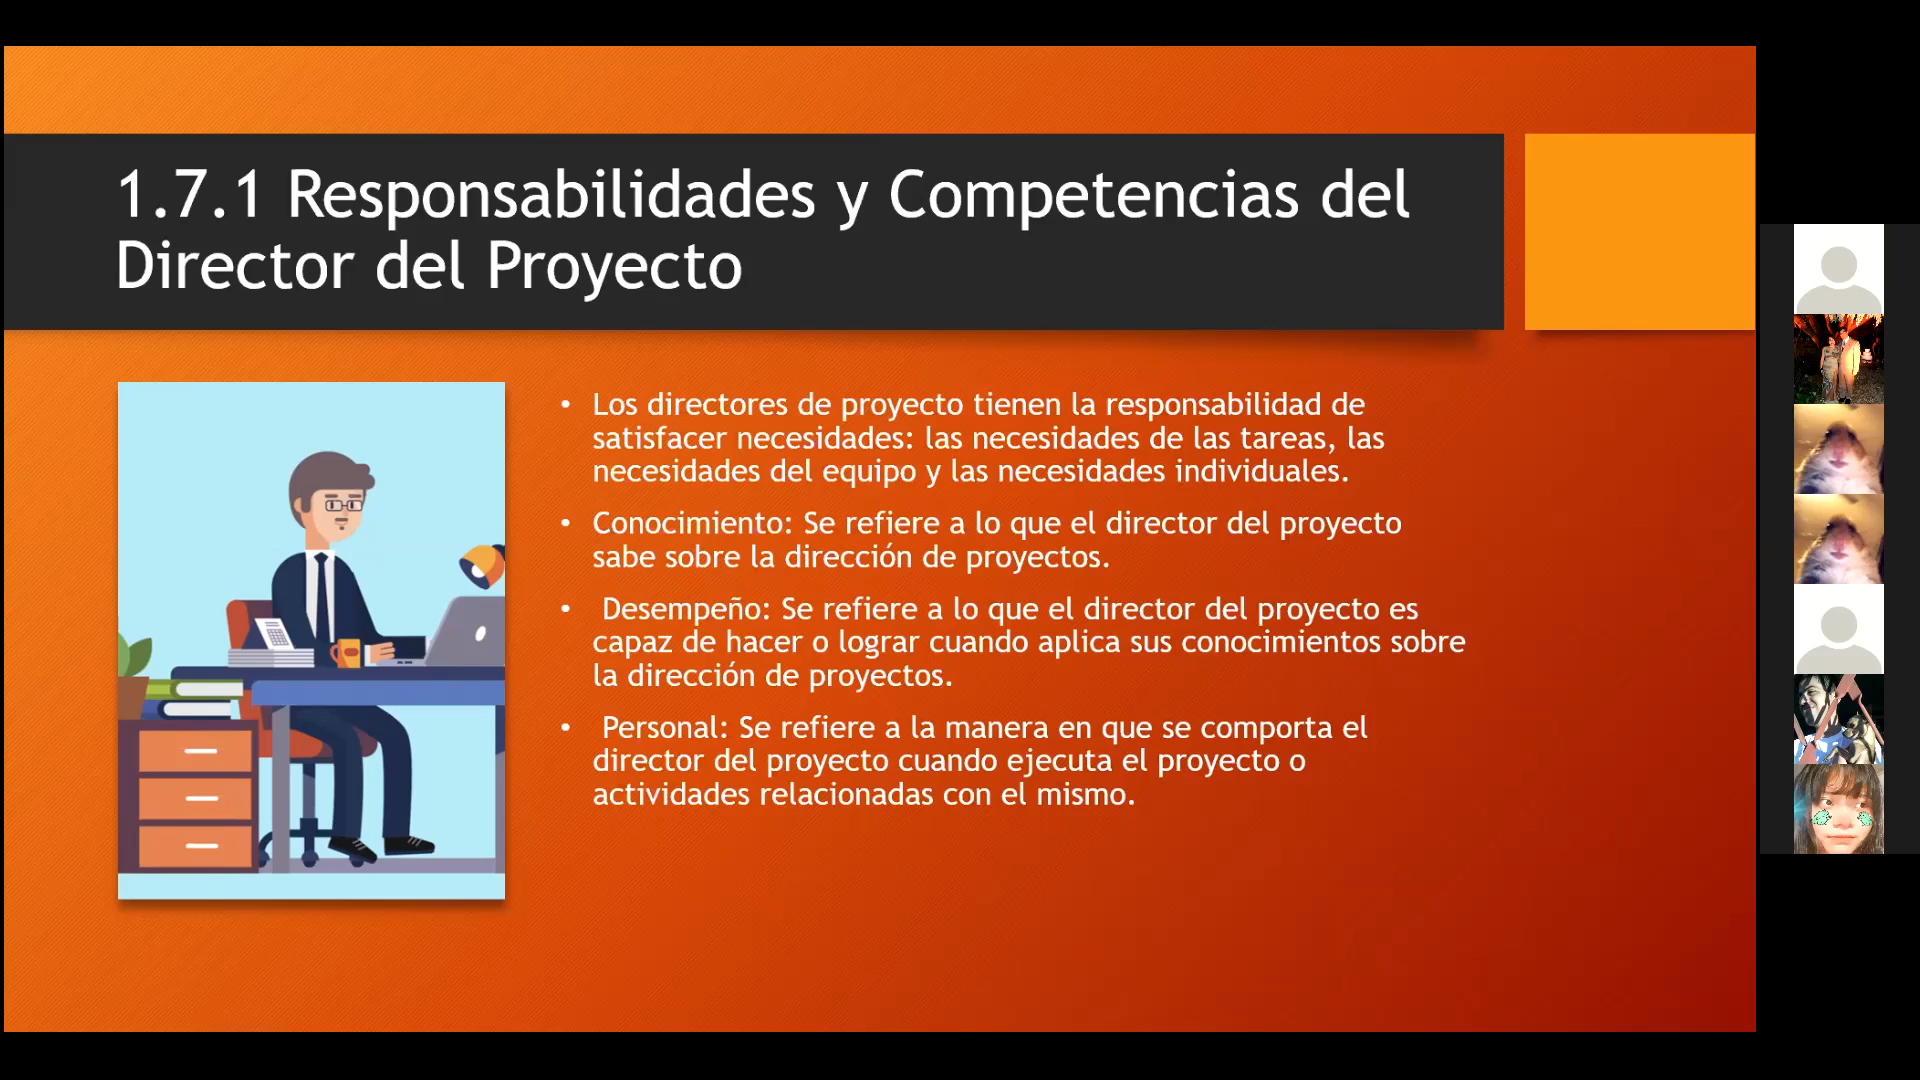 1.7.1 Responsabilidades y Competencias del
Director del Proyecto
• Los directores de proyecto tienen la responsabilidad de
satisfacer necesidades: las necesidades de las tareas, las
necesidades del equipo y las necesidades individuales.
• Conocimiento: Se refiere a lo que el director del proyecto
sabe sobre la dirección de proyectos.
• Desempeño: Se refiere a lo que el director del proyecto es
capaz de hacer o lograr cuando aplica sus conocimientos sobre
la dirección de proyectos.
• Personal: Se refiere a la manera en que se comporta el
director del proyecto cuando ejecuta el proyecto o
actividades relacionadas con el mismo.